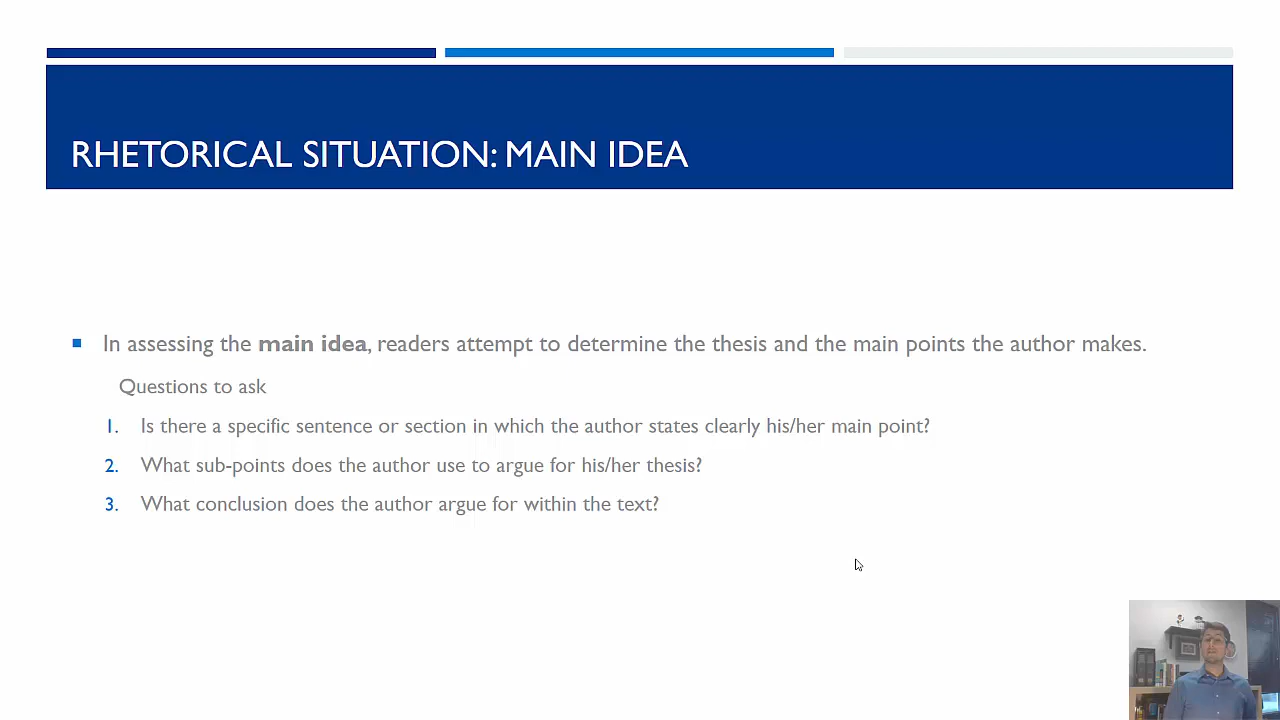 RHETORICAL SITUATION: MAIN IDEA
In assessing the main idea, readers attempt to determine the thesis and the main points the author makes.
Questions to ask
1. Is there a specific sentence or section in which the author states clearly his/her main point?
2. What sub-points does the author use to argue for his/her thesis?
3. What conclusion does the author argue for within the text?